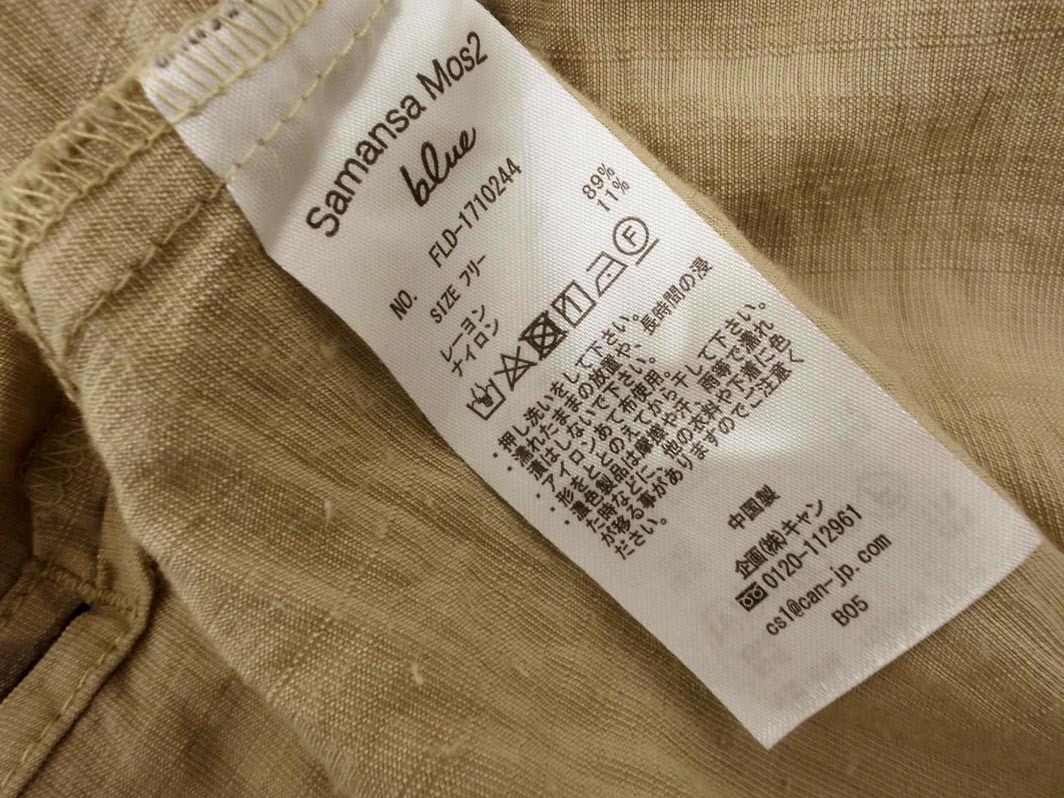 Samansa Mos2
blue
NO. FLD-1710244
SIZE フリー
レーヨン 89%
ナイロン 11%
F
・押し洗いをして下さい。
・濡れたままの放置や、長時間の浸
漬はしないで下さい。
・アイロンあて布使用。
・形をととのえてから干して下さい。
・濃色製品は摩擦や汗、雨等で濡れ
た時などに、他の衣料や下着に色
が移る事がありますのでご注意く
ださい。
中国製
企画(株)キャン
0120-112961
cs1@can-jp.com
B05